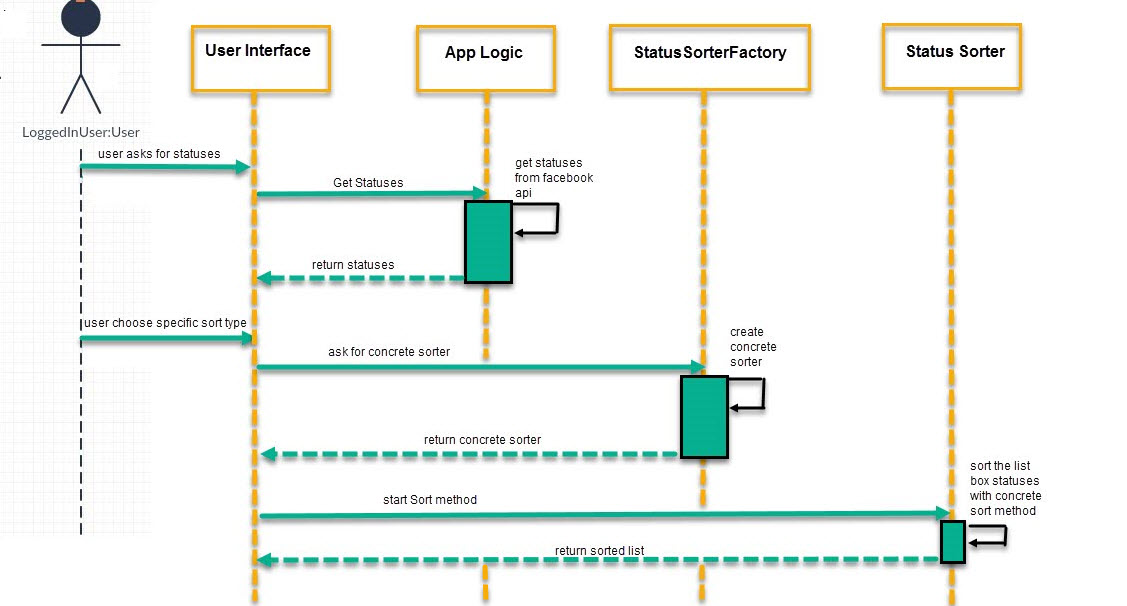 User Interface
App Logic
StatusSorterFactory
Status Sorter
LoggedInUser:User
user asks for statuses
get statuses
from facebook
api
Get Statuses
return statuses
user choose specific sort type
create
concrete
sorter
ask for concrete sorter
return concrete sorter
sort the list
box statuses
with concrete
sort method
start Sort method
return sorted list